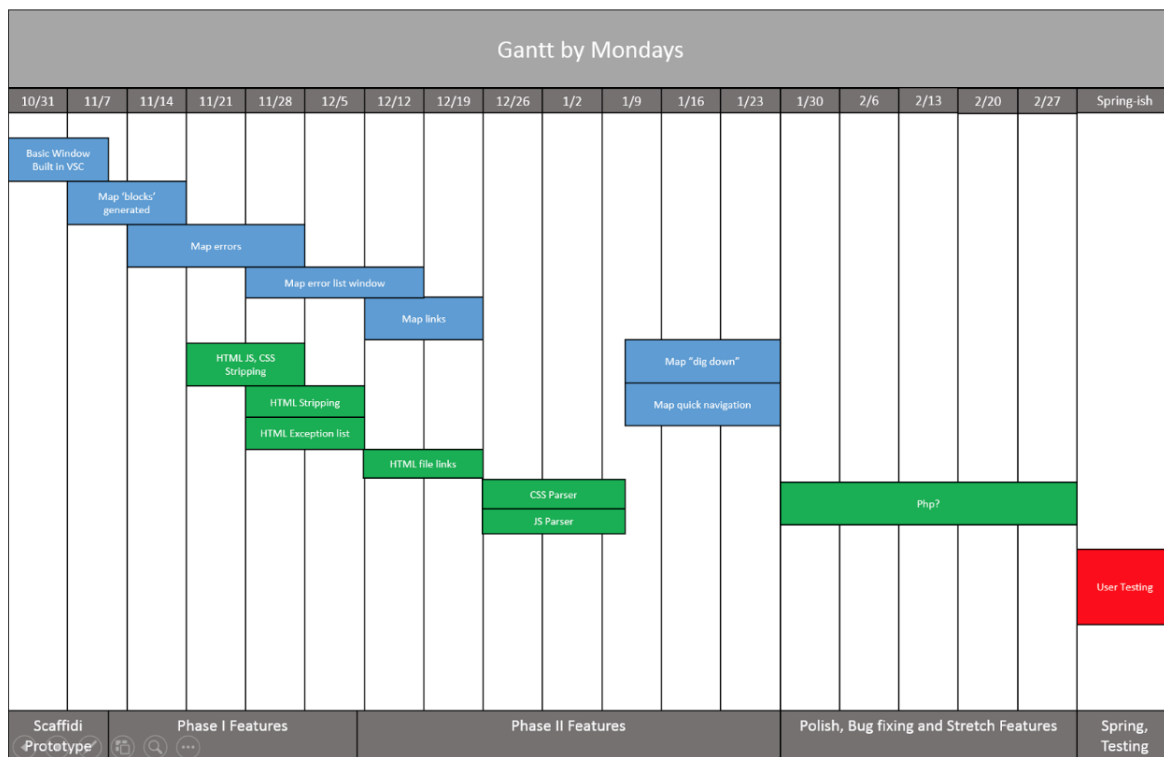 Gantt by Mondays
10/31 11/7 11/14 11/21 11/28 12/5 12/12 12/19 12/26 1/2 1/9 1/16 1/23 1/30 2/6 2/13 2/20 2/27 Spring-ish
Basic Window
Built in VSC
Map ‘blocks’
generated
Map errors
Map error list window
Map links
HTML JS, CSS
Stripping
Map “dig down”
HTML Stripping
Map quick navigation
HTML Exception list
HTML file links
CSS Parser
Php?
JS Parser
User Testing
Scaffidi
Prototype
Phase I Features
Phase II Features
Polish, Bug fixing and Stretch Features
Spring,
Testing